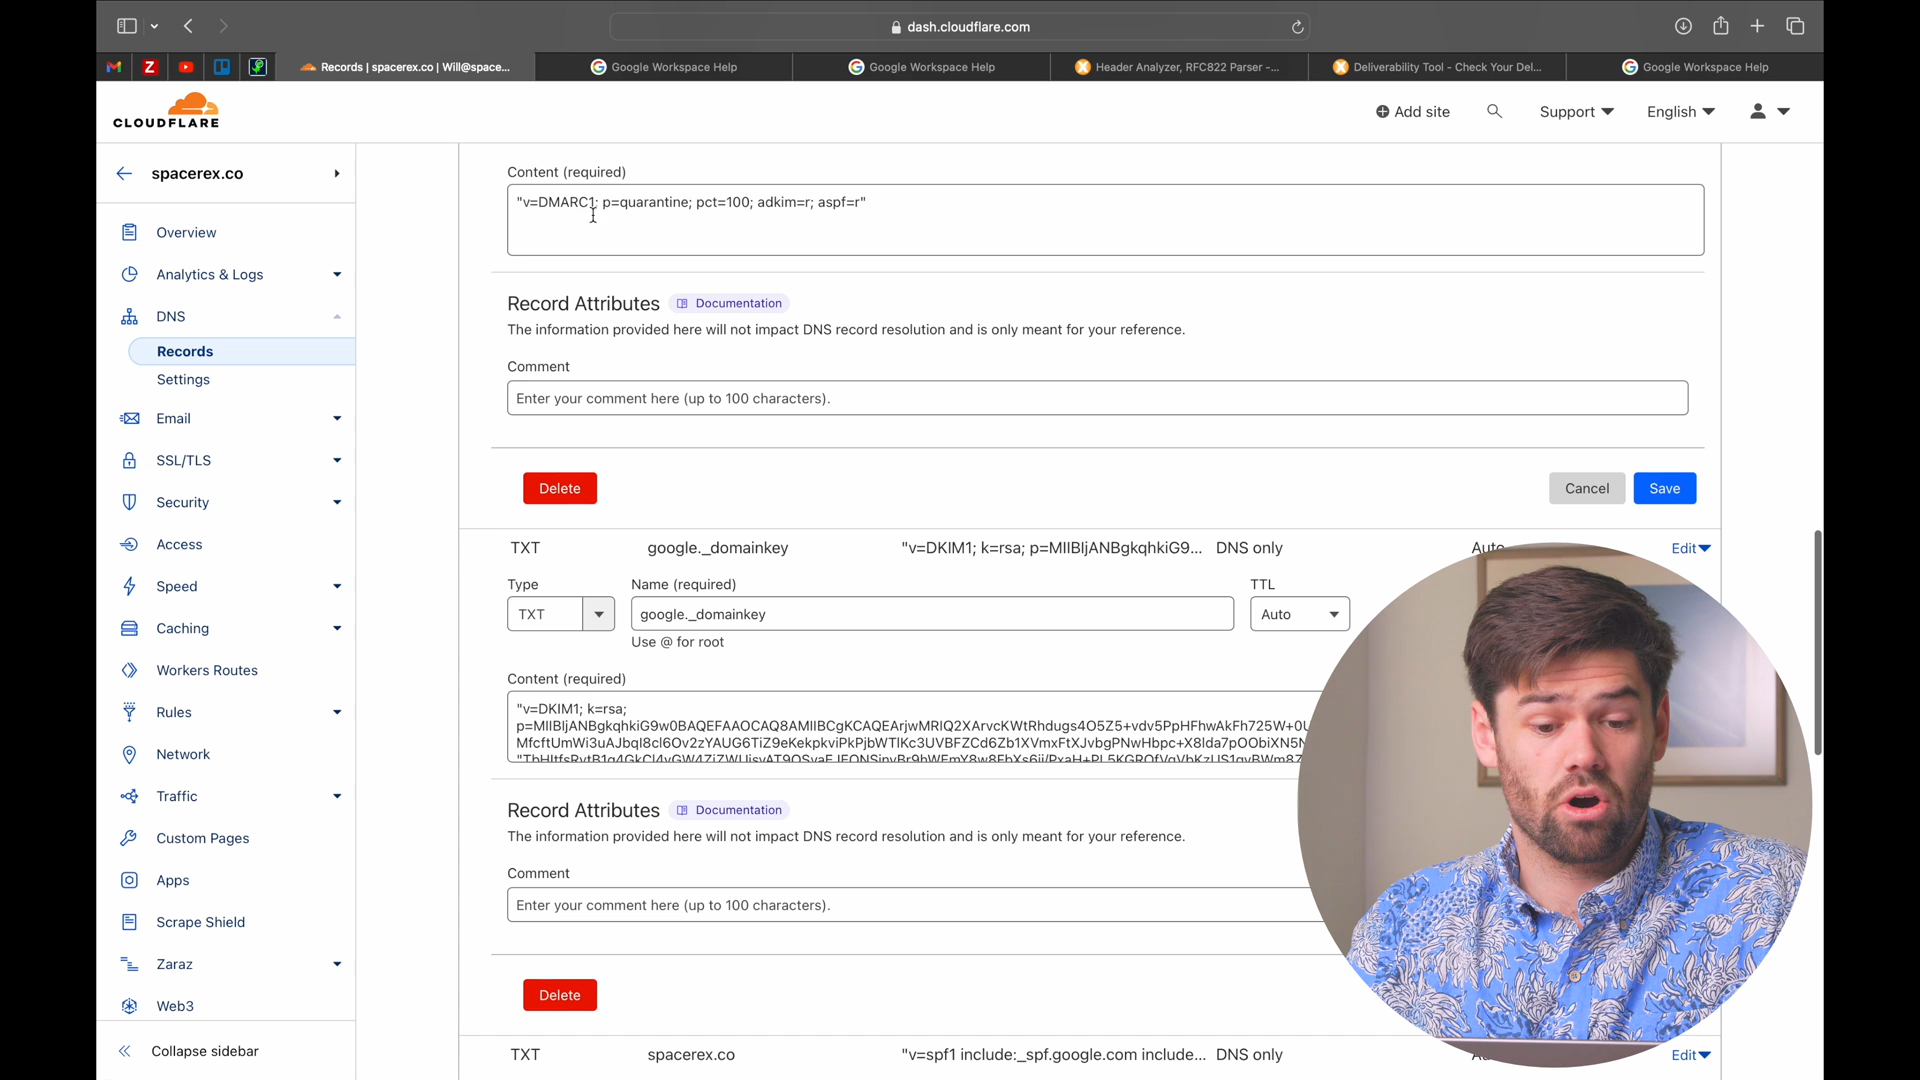 dash.cloudflare.com
Records | spacerex.co | Will@space...
Google Workspace Help
Google Workspace Help
Header Analyzer, RFC822 Parser -...
Deliverability Tool - Check Your Del...
Google Workspace Help
CLOUDFLARE
Add site
Support
English
spacerex.co
Overview
Analytics & Logs
DNS
Records
Settings
Email
SSL/TLS
Security
Access
Speed
Caching
Workers Routes
Rules
Network
Traffic
Custom Pages
Apps
Scrape Shield
Zaraz
Web3
Collapse sidebar
Content (required)
"v=DMARC1; p=quarantine; pct=100; adkim=r; aspf=r"
Record Attributes
Documentation
The information provided here will not impact DNS record resolution and is only meant for your reference.
Comment
Enter your comment here (up to 100 characters).
Delete
Cancel
Save
TXT google._domainkey "v=DKIM1; k=rsa; p=MIIBIjANBgkqhkiG9... DNS only Auto Edit
Type
Name (required)
TTL
TXT
google._domainkey
Auto
Use @ for root
Content (required)
"v=DKIM1; k=rsa;
Record Attributes
Documentation
The information provided here will not impact DNS record resolution and is only meant for your reference.
Comment
Enter your comment here (up to 100 characters).
Delete
TXT spacerex.co "v=spf1 include:_spf.google.com include... DNS only Edit